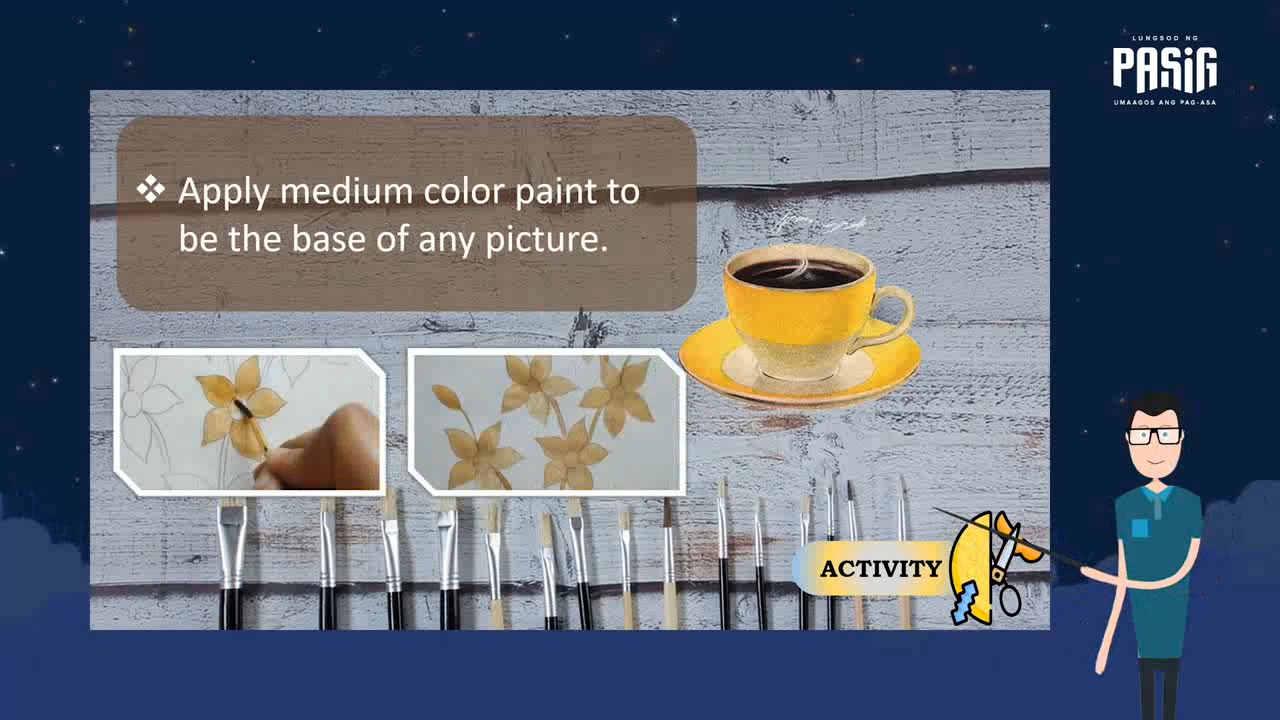 LUNGSOD NG
PASIG
UMAAGOS ANG PAG-ASA
❖ Apply medium color paint to
be the base of any picture.
ACTIVITY